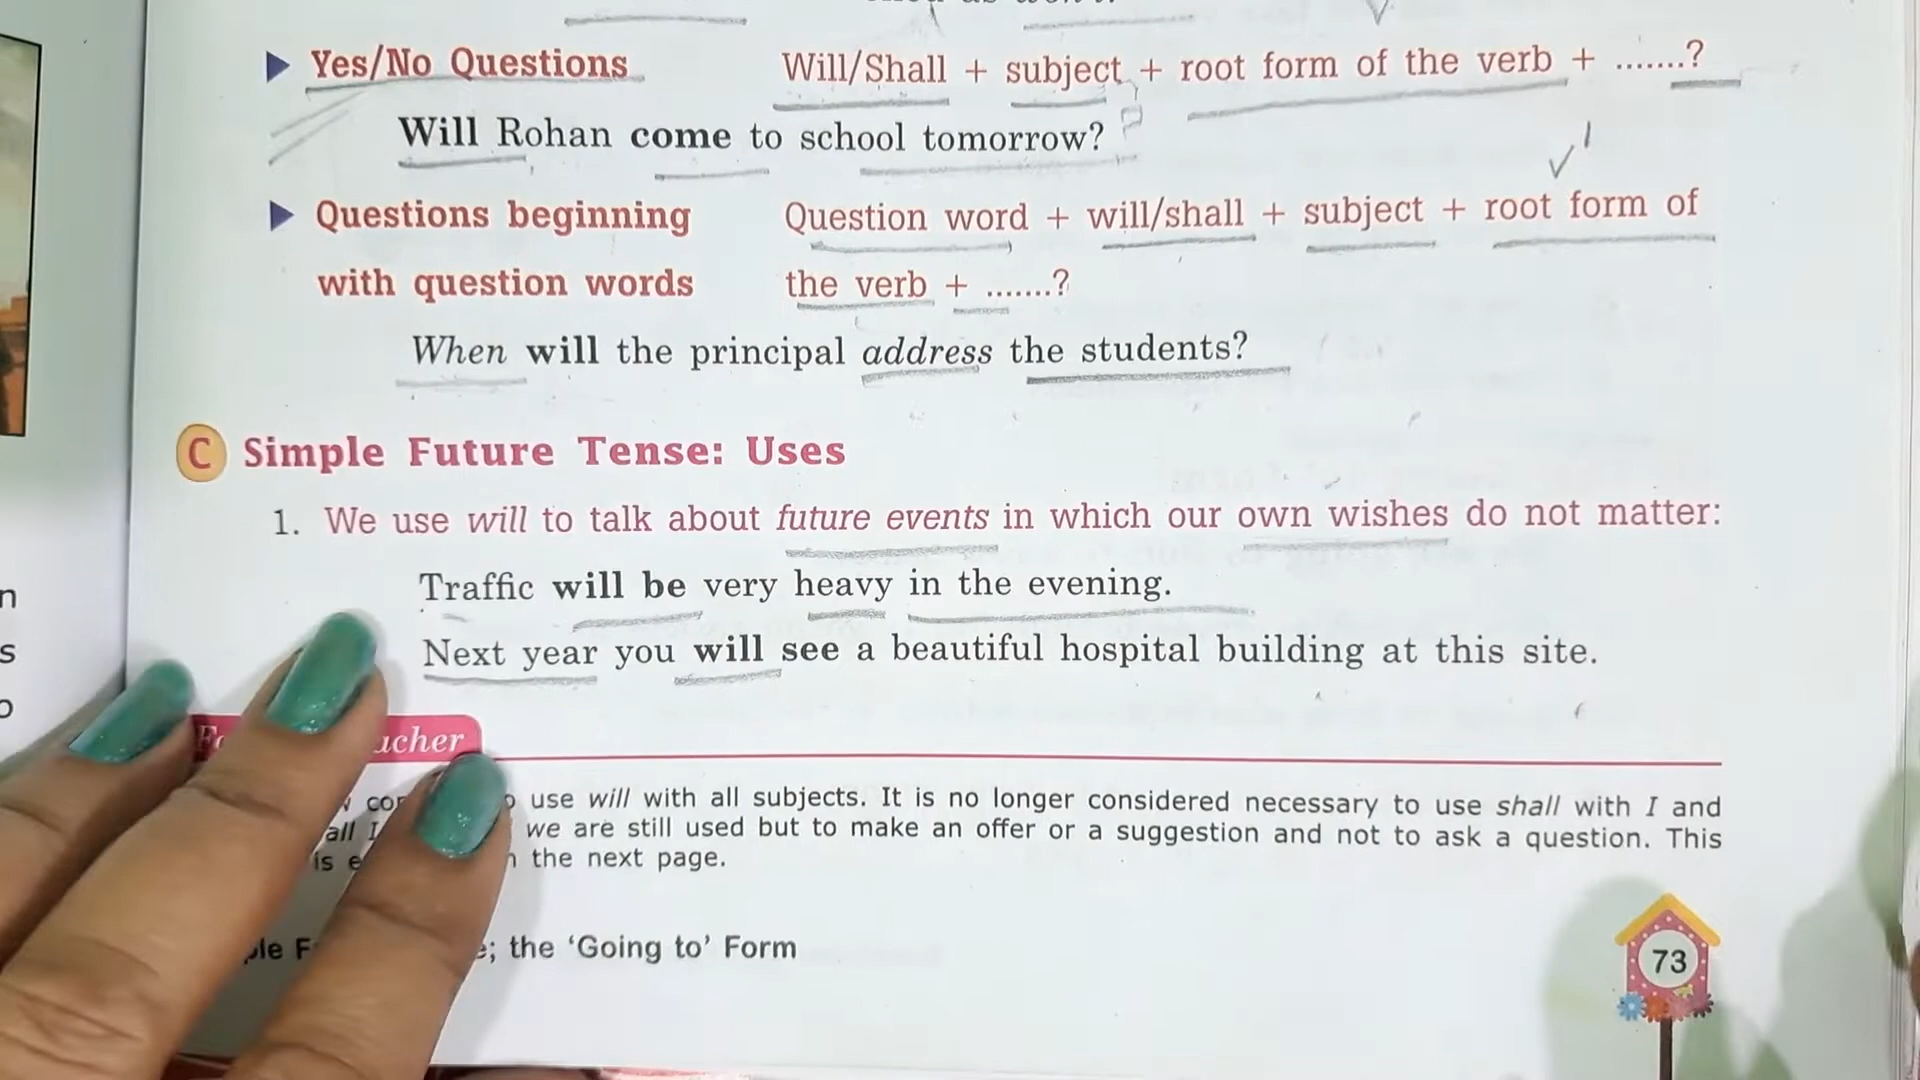 ▶ Yes/No Questions Will/Shall + subject + root form of the verb + .......?
Will Rohan come to school tomorrow?
▶ Questions beginning Question word + will/shall + subject + root form of
with question words the verb + .......?
When will the principal address the students?
C Simple Future Tense: Uses
1. We use will to talk about future events in which our own wishes do not matter:
Traffic will be very heavy in the evening.
Next year you will see a beautiful hospital building at this site.
use will with all subjects. It is no longer considered necessary to use shall with I and
we are still used but to make an offer or a suggestion and not to ask a question. This
is the next page.
; the ‘Going to’ Form
73